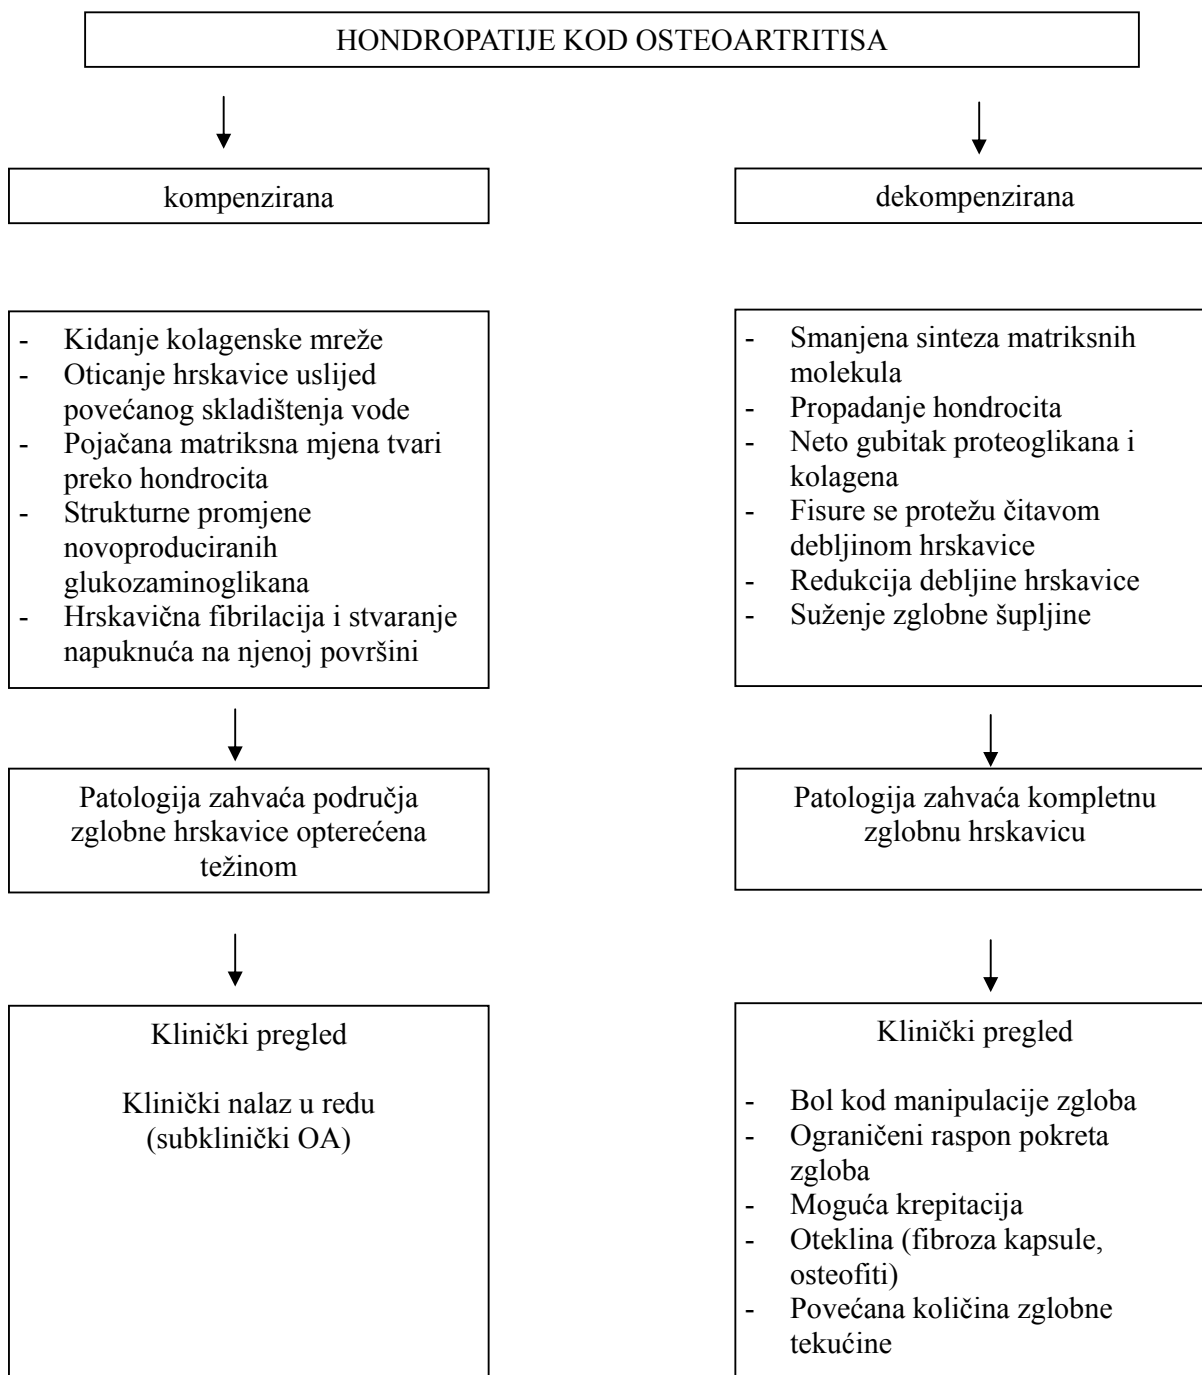 HONDROPATIJE KOD OSTEOARTRITISA
kompenzirana
dekompenzirana
- Kidanje kolagenske mreže
- Oticanje hrskavice uslijed
povećanog skladištenja vode
- Pojačana matriksna mjena tvari
preko hondrocita
- Strukturne promjene
novoproduciranih
glukozaminoglikana
- Hrskavična fibrilacija i stvaranje
napuknuća na njenoj površini
- Smanjena sinteza matriksnih
molekula
- Propadanje hondrocita
- Neto gubitak proteoglikana i
kolagena
- Fisure se protežu čitavom
debljinom hrskavice
- Redukcija debljine hrskavice
- Suženje zglobne šupljine
Patologija zahvaća područja
zglobne hrskavice opterećena
težinom
Patologija zahvaća kompletnu
zglobnu hrskavicu
Klinički pregled
Klinički nalaz u redu
(subklinički OA)
Klinički pregled
- Bol kod manipulacije zgloba
- Ograničeni raspon pokreta
zgloba
- Moguća krepitacija
- Oteklina (fibroza kapsule,
osteofiti)
- Povećana količina zglobne
tekućine